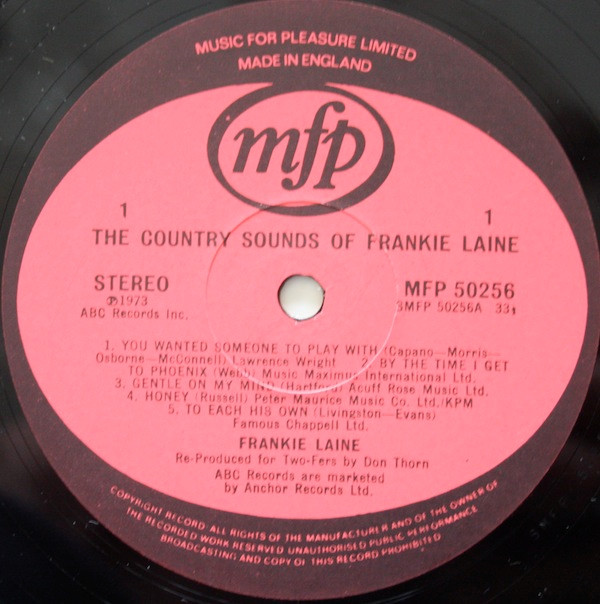 MUSIC FOR PLEASURE LIMITED
MADE IN ENGLAND
mfp
1 1
THE COUNTRY SOUNDS OF FRANKIE LAINE
STEREO MFP 50256
℗1973 SMFP 50256A 33⅓
ABC Records Inc.
1. YOU WANTED SOMEONE TO PLAY WITH (Capano—Morris—
Osborne—McConnell) Lawrence Wright 2. BY THE TIME I GET
TO PHOENIX (Webb) Music Maximus International Ltd.
3. GENTLE ON MY MIND (Hartford) Acuff Rose Music Ltd.
4. HONEY (Russell) Peter Maurice Music Co. Ltd./KPM
5. TO EACH HIS OWN (Livingston—Evans)
Famous Chappell Ltd.
FRANKIE LAINE
Re-Produced for Two-Fers by Don Thorn
ABC Records are marketed
by Anchor Records Ltd.
COPYRIGHT RECORD-ALL RIGHTS OF THE MANUFACTURER AND OF THE OWNER OF
THE RECORDED WORK RESERVED UNAUTHORISED PUBLIC PERFORMANCE
BROADCASTING AND COPY OF THIS RECORD PROHIBITED